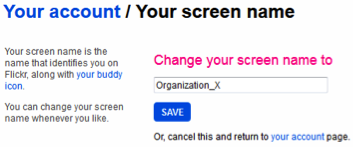 Your account / Your screen name
Your screen name is the
name that identifies you on
Flickr, along with your buddy
icon.
You can change your screen
name whenever you like.
Change your screen name to
Organization_X
SAVE
Or, cancel this and return to your account page.